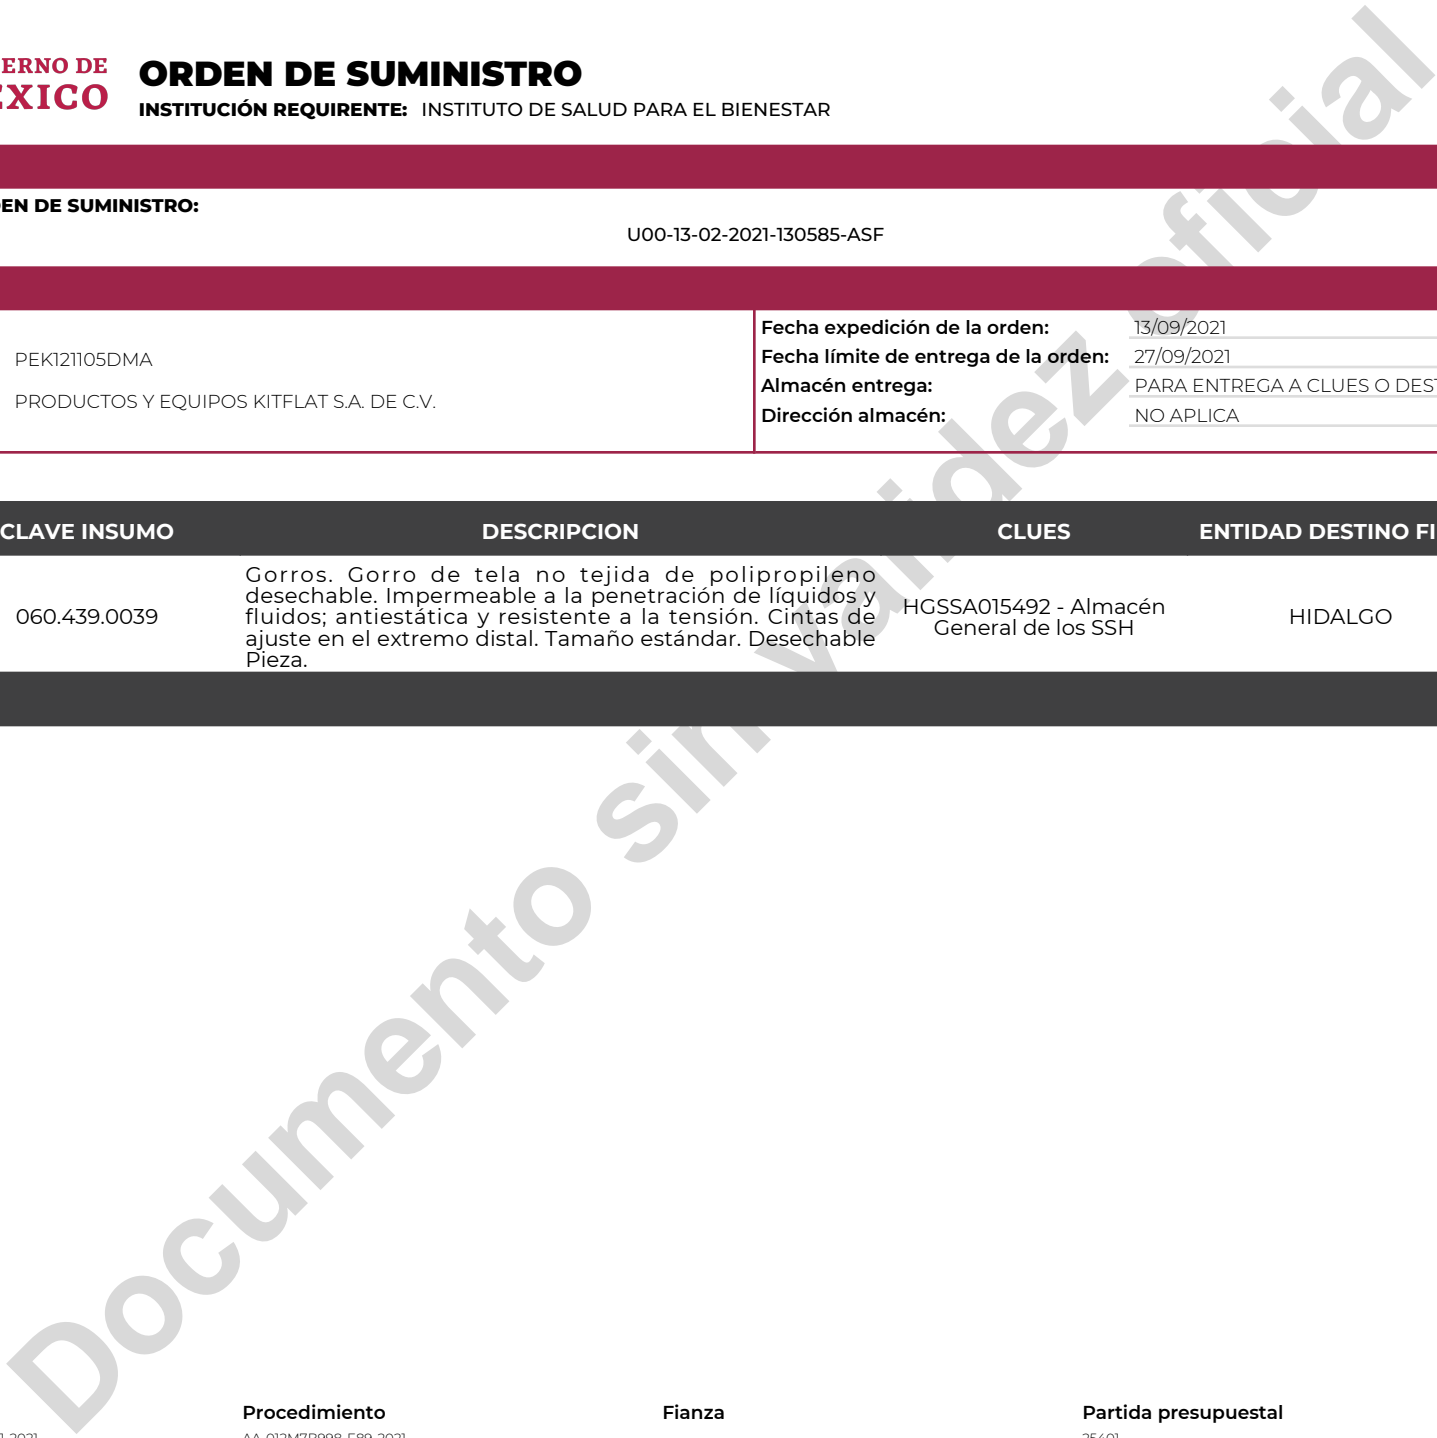 ERNO DE
ORDEN DE SUMINISTRO
INSTITUCIÓN REQUIRENTE: INSTITUTO DE SALUD PARA EL BIENESTAR
EN DE SUMINISTRO:
U00-13-02-2021-130585-ASF
PEK121105DMA
PRODUCTOS Y EQUIPOS KITFLAT S.A. DE C.V.
Fecha expedición de la orden: 13/09/2021
Fecha límite de entrega de la orden: 27/09/2021
Almacén entrega: PARA ENTREGA A CLUES O DEST
Dirección almacén: NO APLICA
CLAVE INSUMO DESCRIPCION CLUES ENTIDAD DESTINO FI
Gorros. Gorro de tela no tejida de polipropileno
desechable. Impermeable a la penetración de líquidos y
fluidos; antiestática y resistente a la tensión. Cintas de
ajuste en el extremo distal. Tamaño estándar. Desechable
Pieza.
060.439.0039
HGSSA015492 - Almacén
General de los SSH
HIDALGO
Documento sin validez oficial
Procedimiento Fianza Partida presupuestal